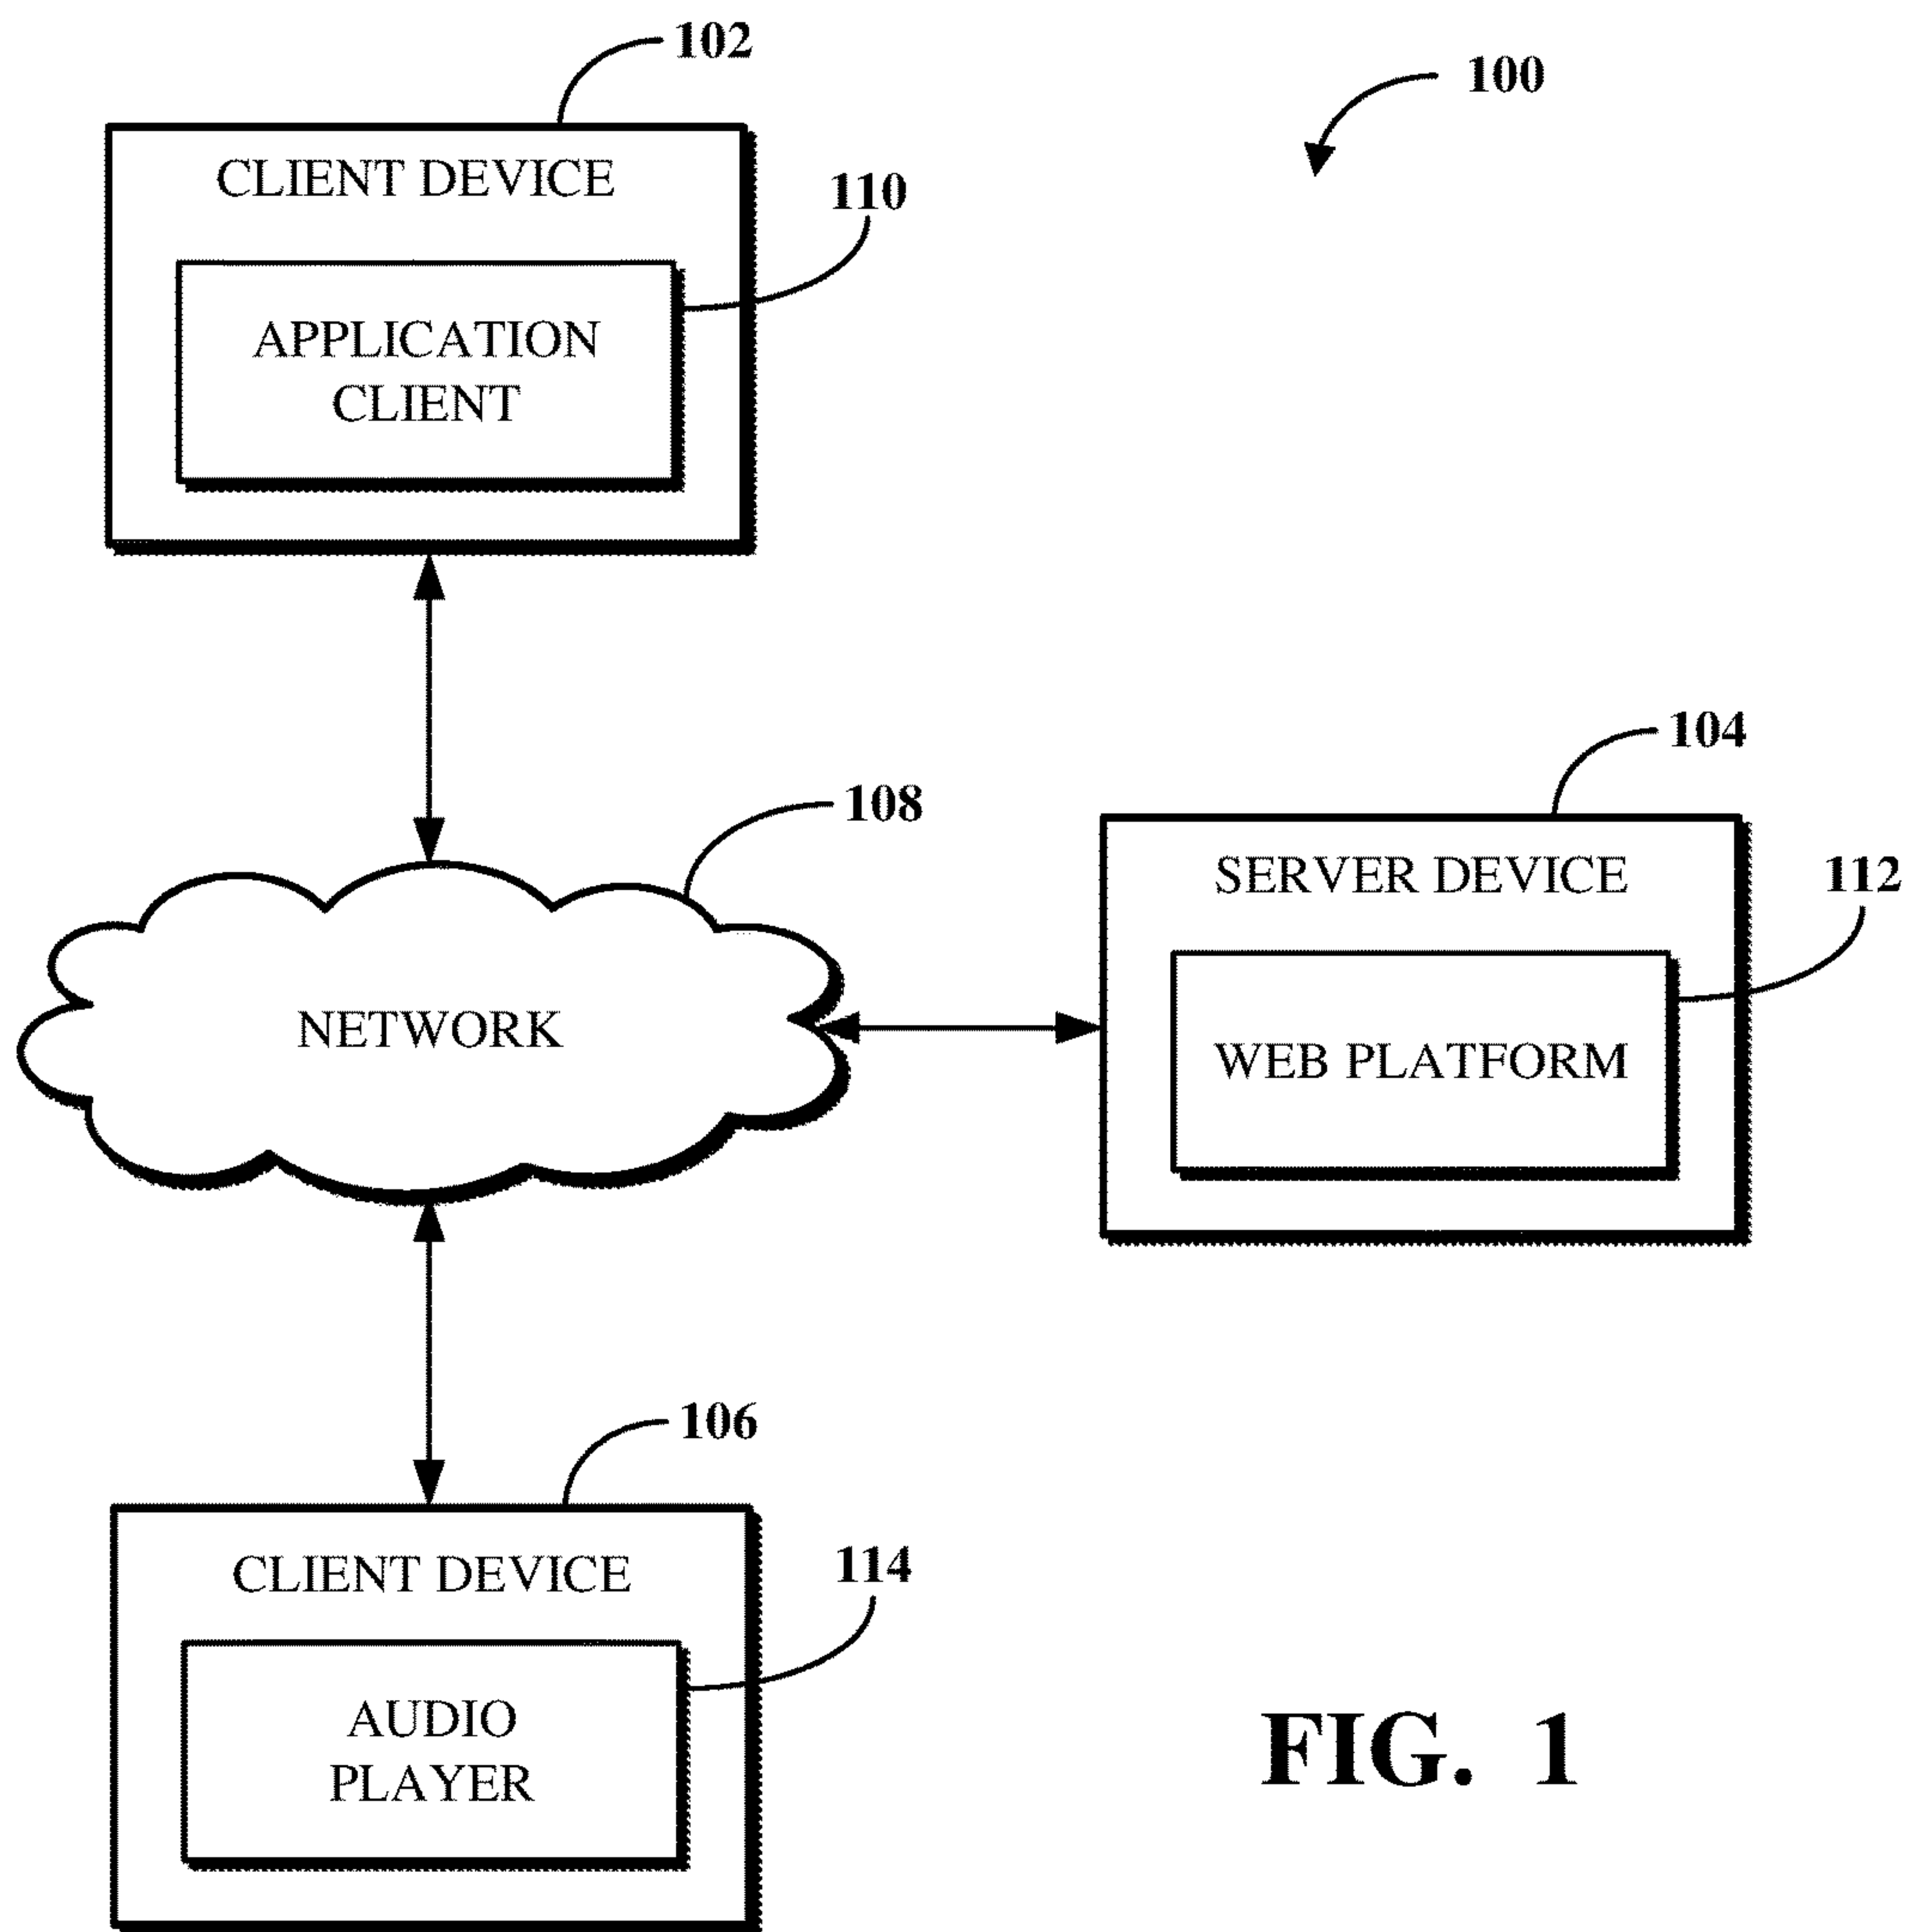 102
100
CLIENT DEVICE
110
APPLICATION
CLIENT
104
108
SERVER DEVICE
112
NETWORK
WEB PLATFORM
106
CLIENT DEVICE
114
AUDIO
PLAYER
FIG. 1